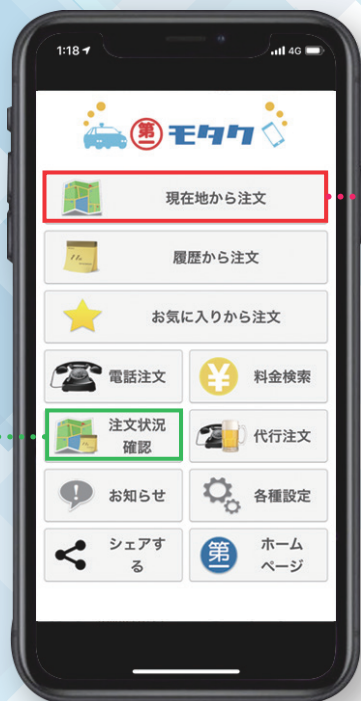 1:18
4G
第一 モタク
現在地から注文
履歴から注文
お気に入りから注文
電話注文
料金検索
注文状況
確認
代行注文
お知らせ
各種設定
シェアす
る
第一
ホーム
ページ